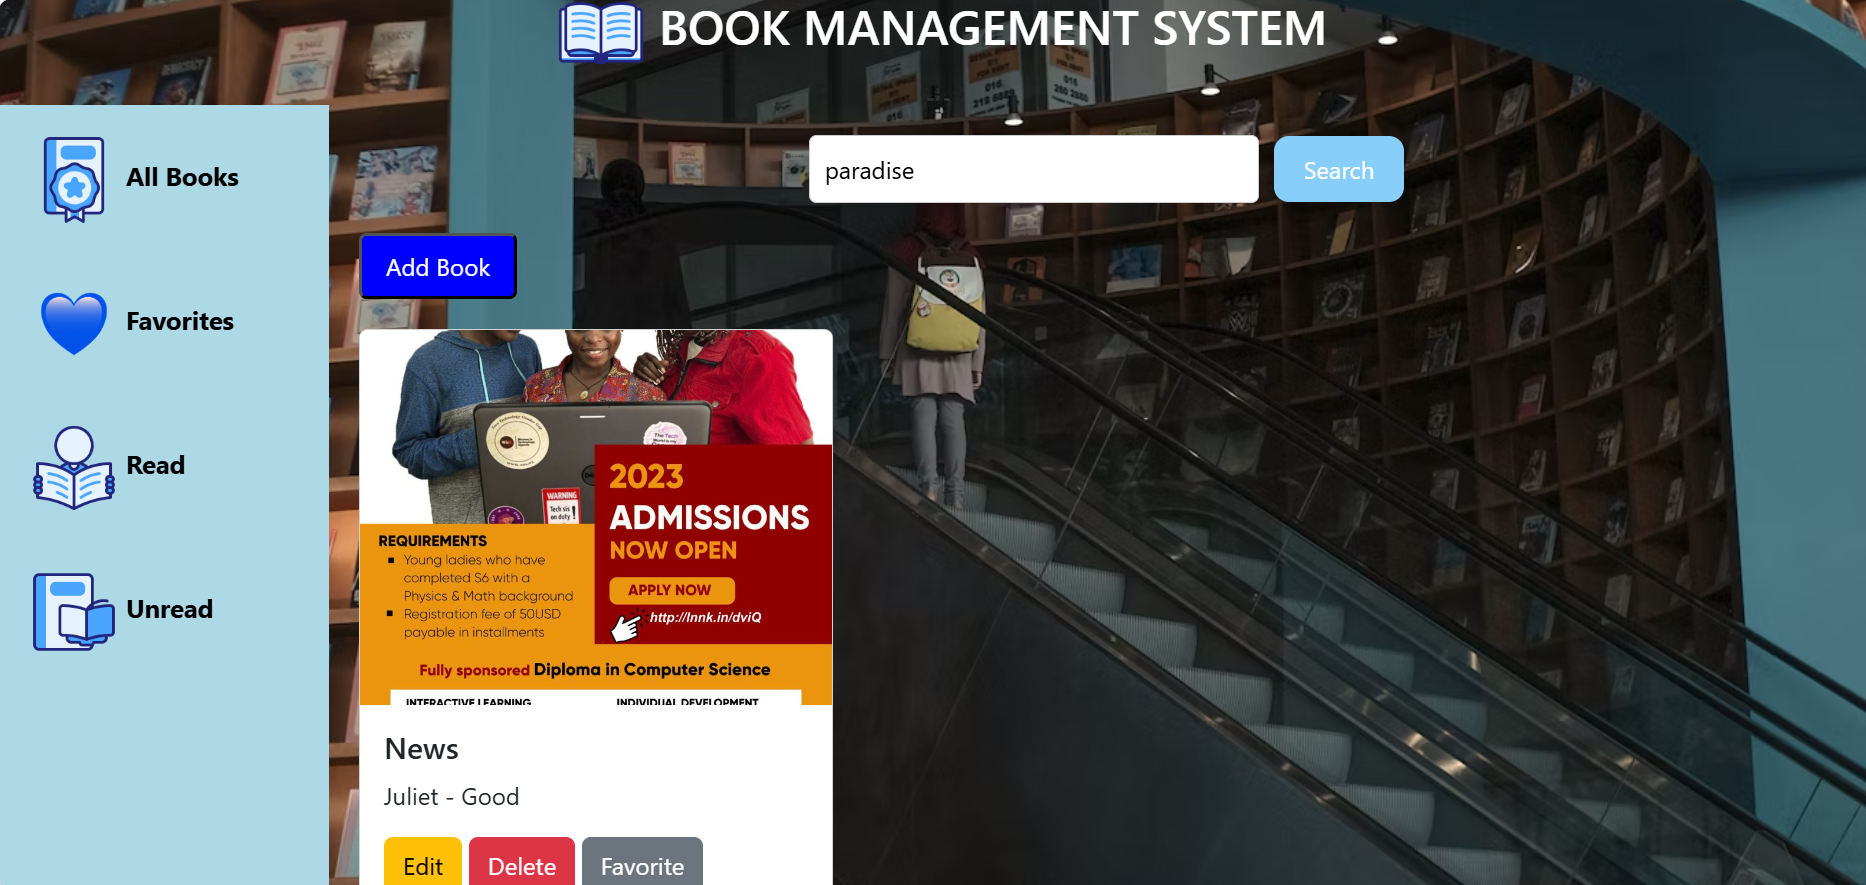 BOOK MANAGEMENT SYSTEM
All Books
Favorites
Read
Unread
paradise
Search
Add Book
WARNING
Tech sis
on duty !
2023
ADMISSIONS
NOW OPEN
APPLY NOW
http://lnnk.in/dviQ
REQUIREMENTS
Young ladies who have
completed S6 with a
Physics & Math background
Registration fee of 50USD
payable in installments
Fully sponsored Diploma in Computer Science
INTERACTIVE LEARNING
INDIVIDUAL DEVELOPMENT
News
Juliet - Good
Edit
Delete
Favorite